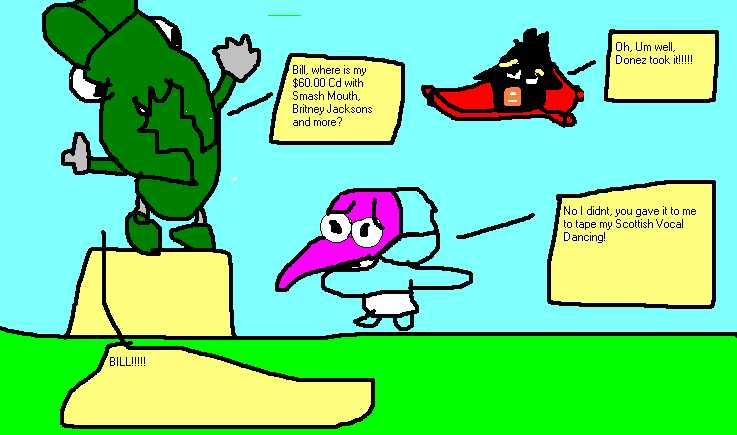 Bill, where is my
$60.00 Cd with
Smash Mouth,
Britney Jacksons
and more?
Oh, Um well,
Donez took it!!!!!
No I didnt, you gave it to me
to tape my Scottish Vocal
Dancing!
BILL!!!!!